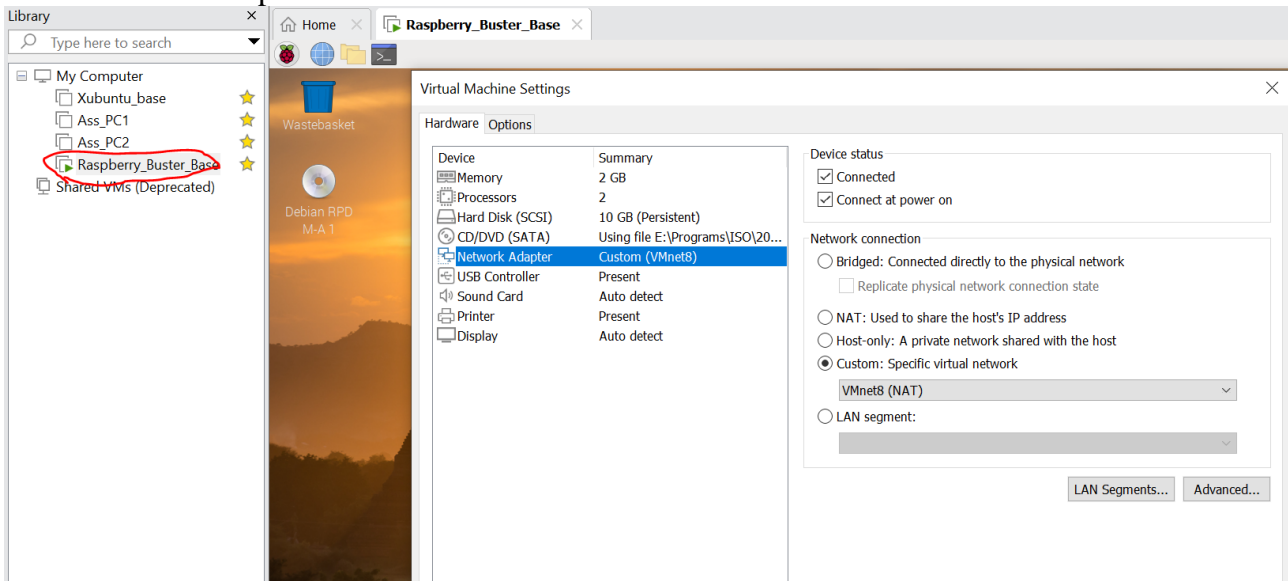 Library
Type here to search
My Computer
Xubuntu_base
Ass_PC1
Ass_PC2
Raspberry_Buster_Base
Shared VMs (Deprecated)
Home
Raspberry_Buster_Base
Wastebasket
Debian RPD
M-A 1
Virtual Machine Settings
Hardware Options
Device Summary
Memory 2 GB
Processors 2
Hard Disk (SCSI) 10 GB (Persistent)
CD/DVD (SATA) Using file E:\Programs\ISO\20...
Network Adapter Custom (VMnet8)
USB Controller Present
Sound Card Auto detect
Printer Present
Display Auto detect
Device status
Connected
Connect at power on
Network connection
Bridged: Connected directly to the physical network
Replicate physical network connection state
NAT: Used to share the host's IP address
Host-only: A private network shared with the host
Custom: Specific virtual network
VMnet8 (NAT)
LAN segment:
LAN Segments... Advanced...